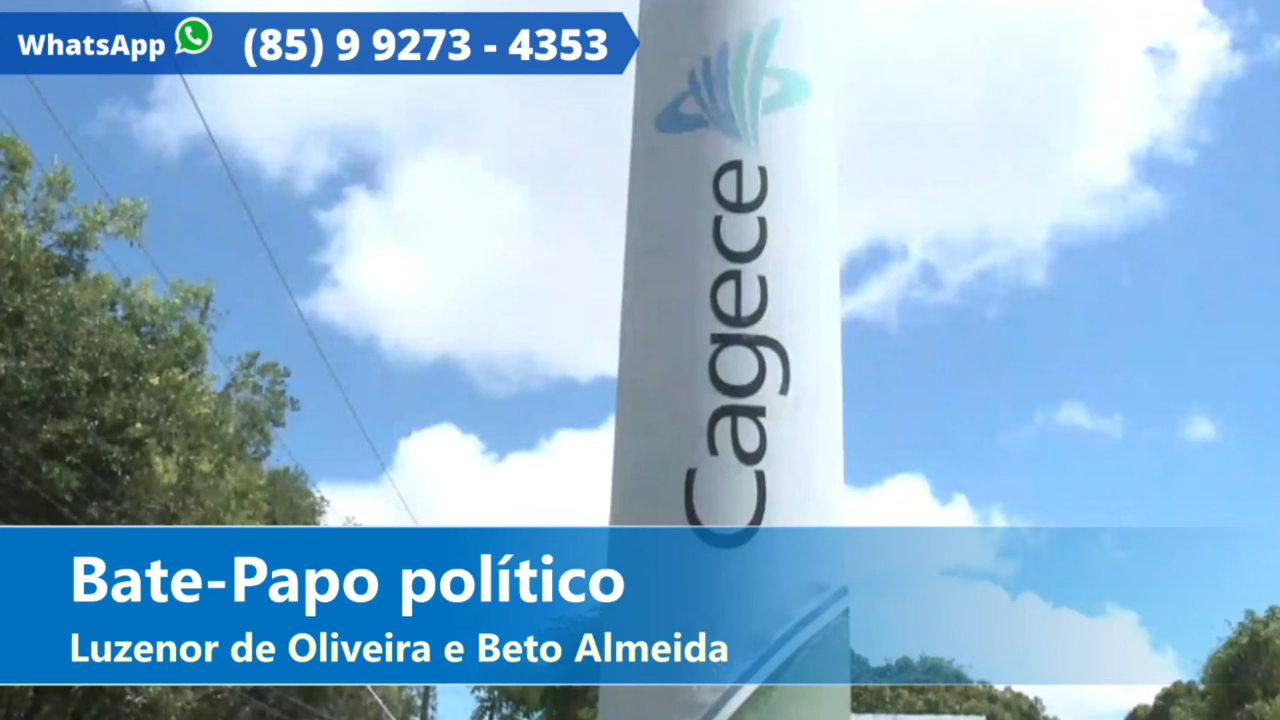 WhatsApp (85) 9 9273 - 4353
Cagece
Bate-Papo político
Luzenor de Oliveira e Beto Almeida